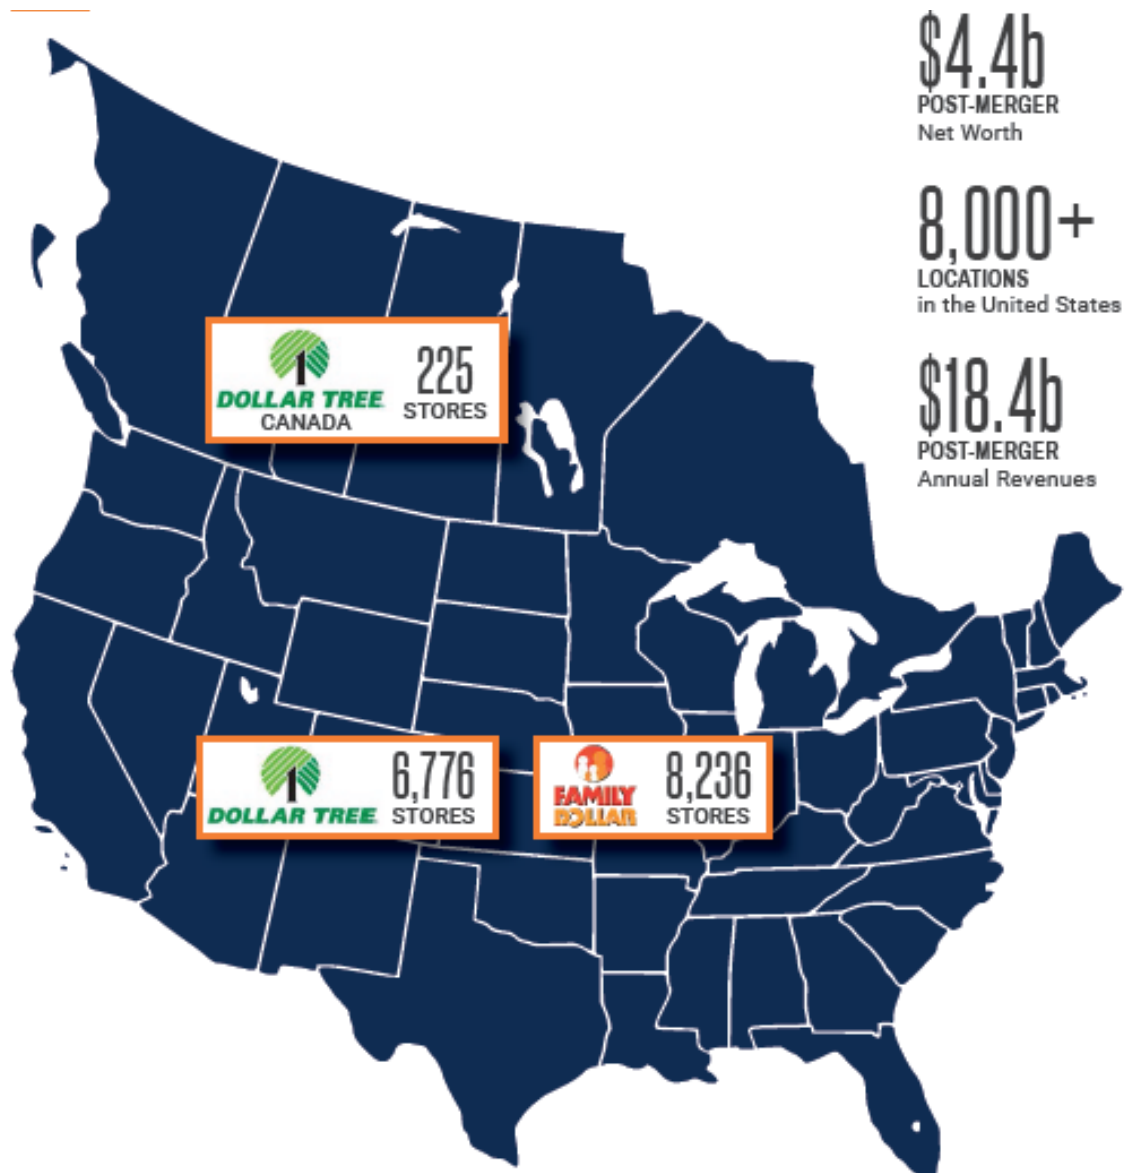 $4.4b
POST-MERGER
Net Worth
8,000+
LOCATIONS
in the United States
$18.4b
POST-MERGER
Annual Revenues
DOLLAR TREE
CANADA
225
STORES
DOLLAR TREE
6,776
STORES
FAMILY
DOLLAR
8,236
STORES